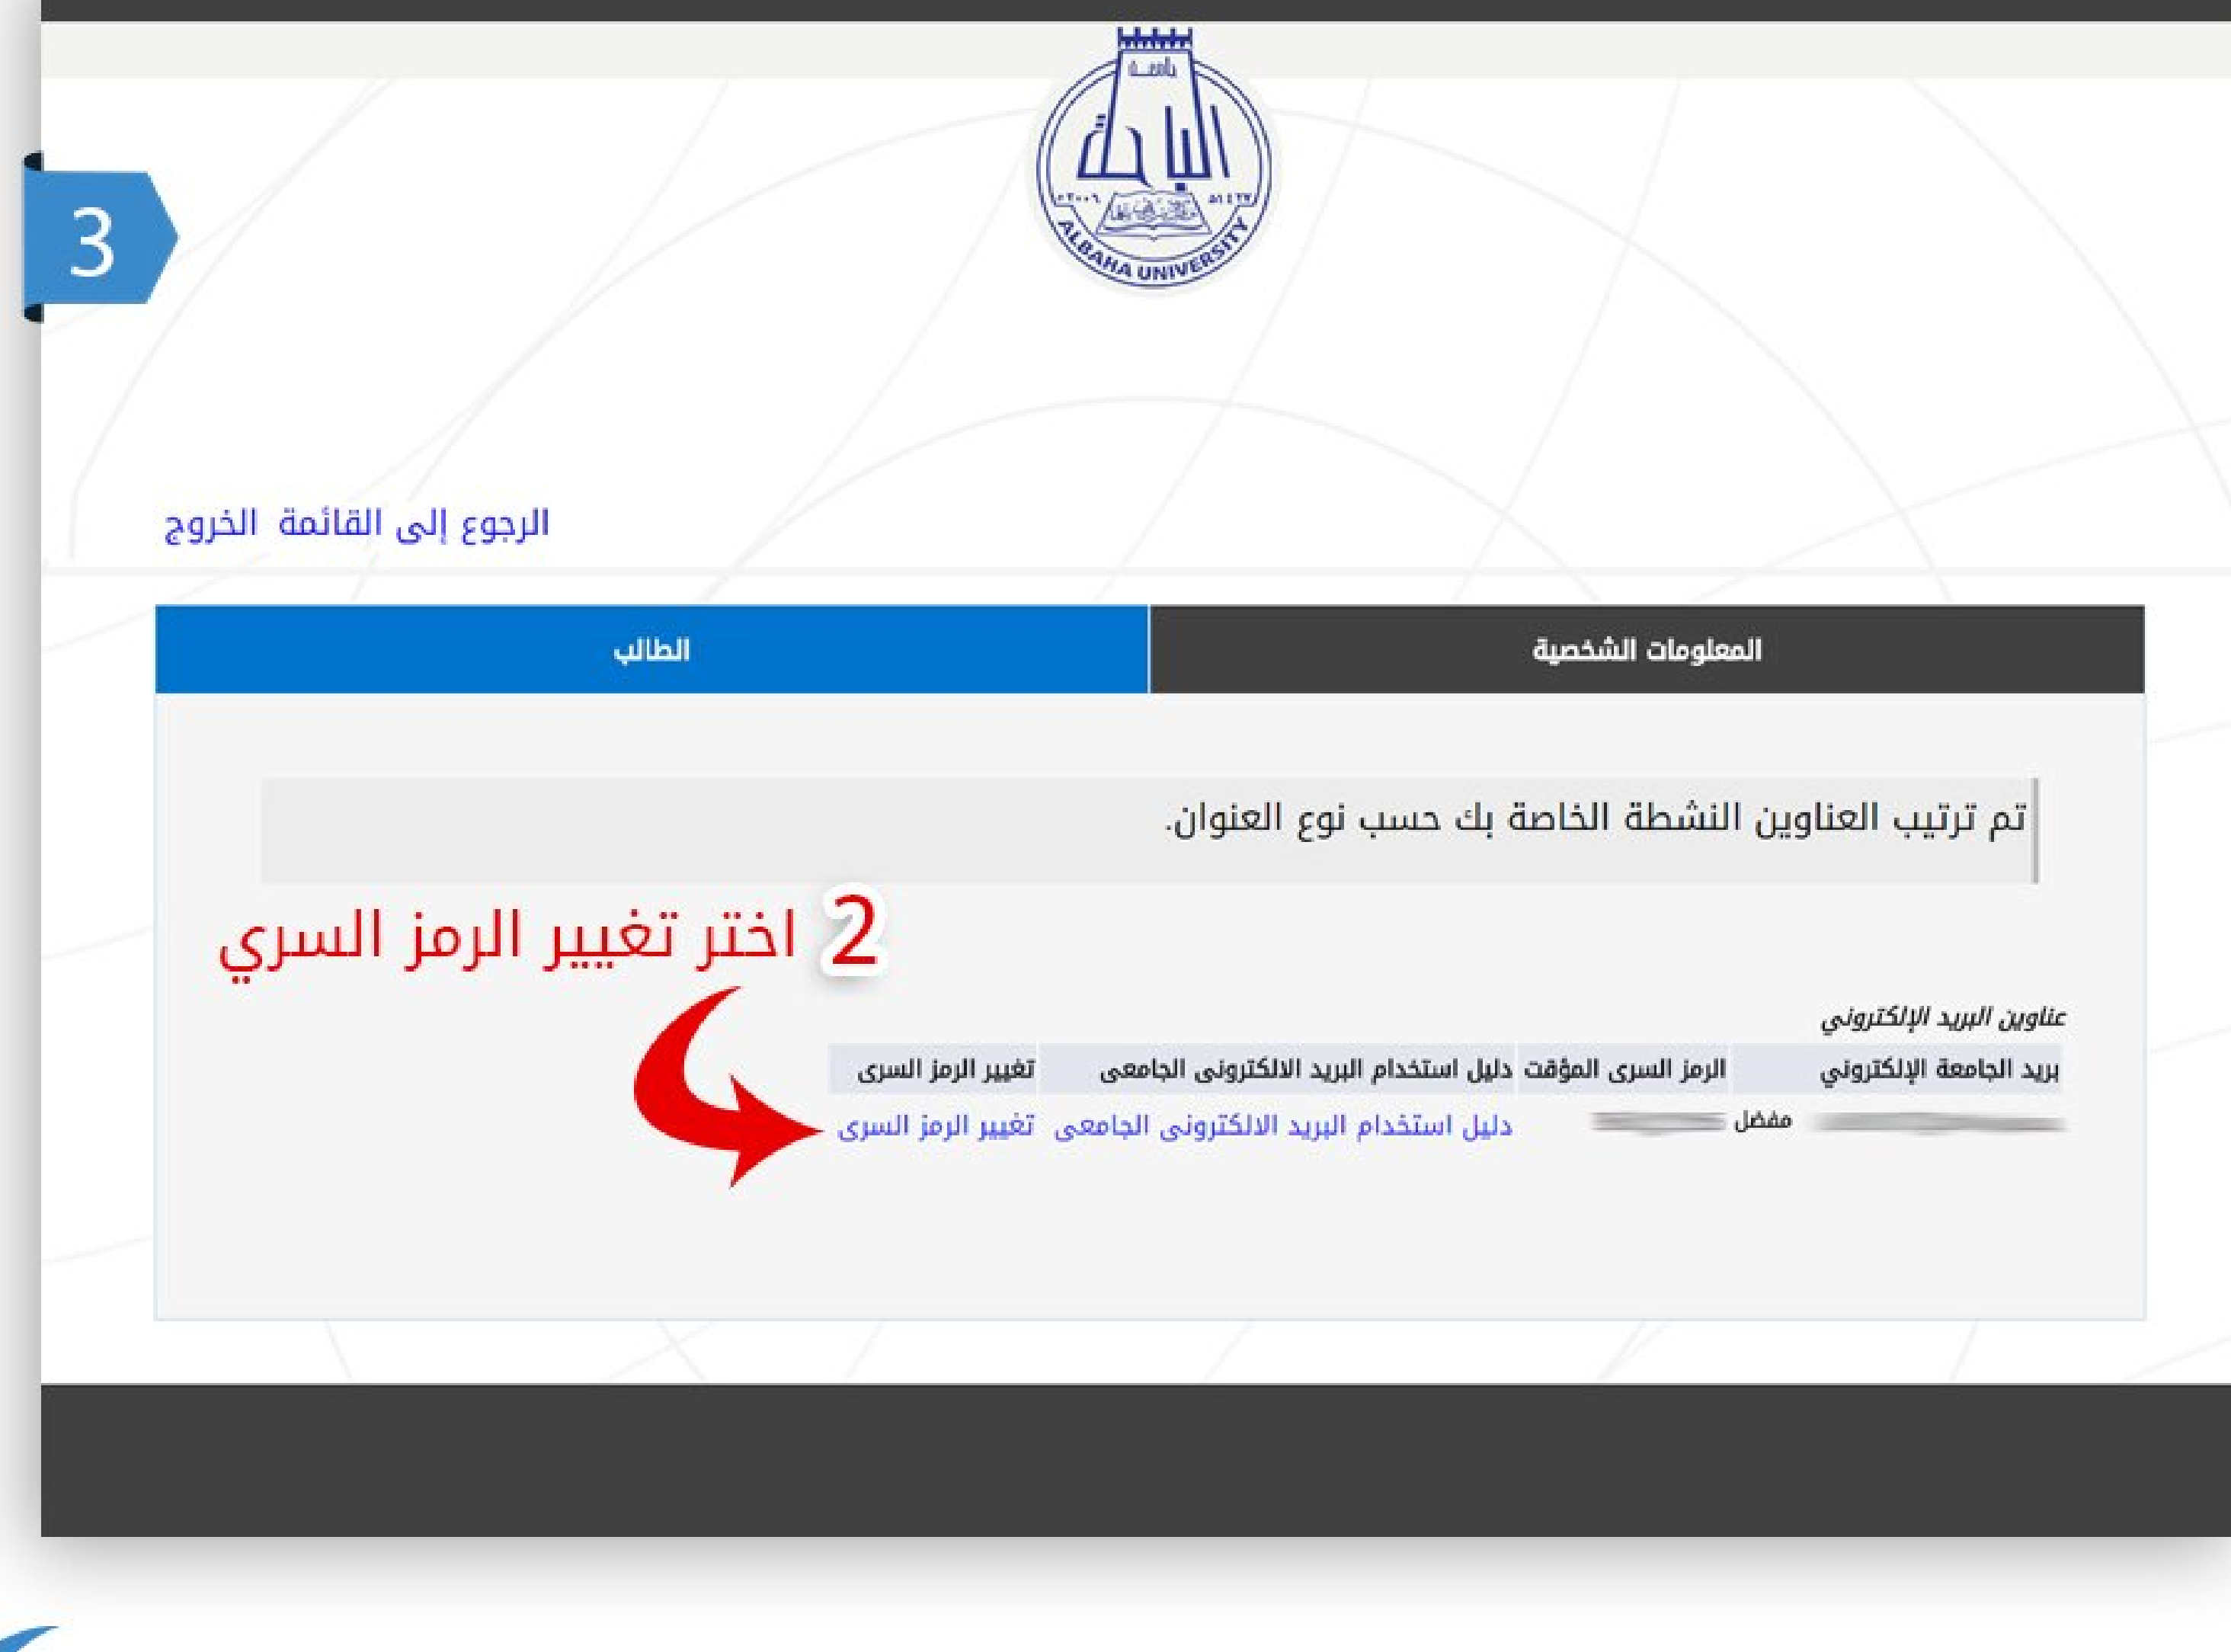 جامعة
الباحة
٢٠٠٦م ١٤٢٧هـ
ALBAHA UNIVERSITY
3
الرجوع إلى القائمة الخروج
المعلومات الشخصية الطالب
تم ترتيب العناوين النشطة الخاصة بك حسب نوع العنوان.
2 اختر تغيير الرمز السري
عناوين البريد الإلكتروني
بريد الجامعة الإلكتروني الرمز السرى المؤقت دليل استخدام البريد الالكترونى الجامعى تغيير الرمز السرى
مفضل دليل استخدام البريد الالكترونى الجامعى تغيير الرمز السرى